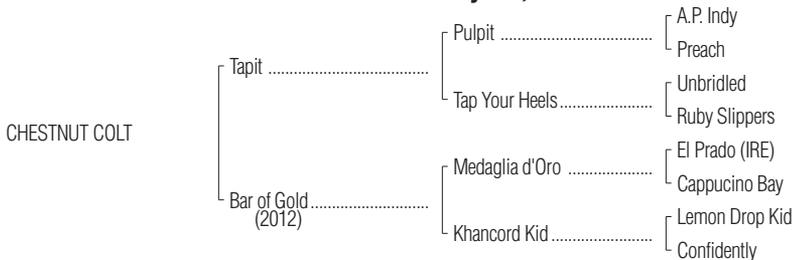 A.P. Indy
Pulpit ........................................
Preach
Tapit ..........................................
Unbridled
Tap Your Heels.........................
Ruby Slippers
CHESTNUT COLT
El Prado (IRE)
Medaglia d'Oro ......................
Cappucino Bay
Bar of Gold...............................
(2012)
Lemon Drop Kid
Khancord Kid...........................
Confidently